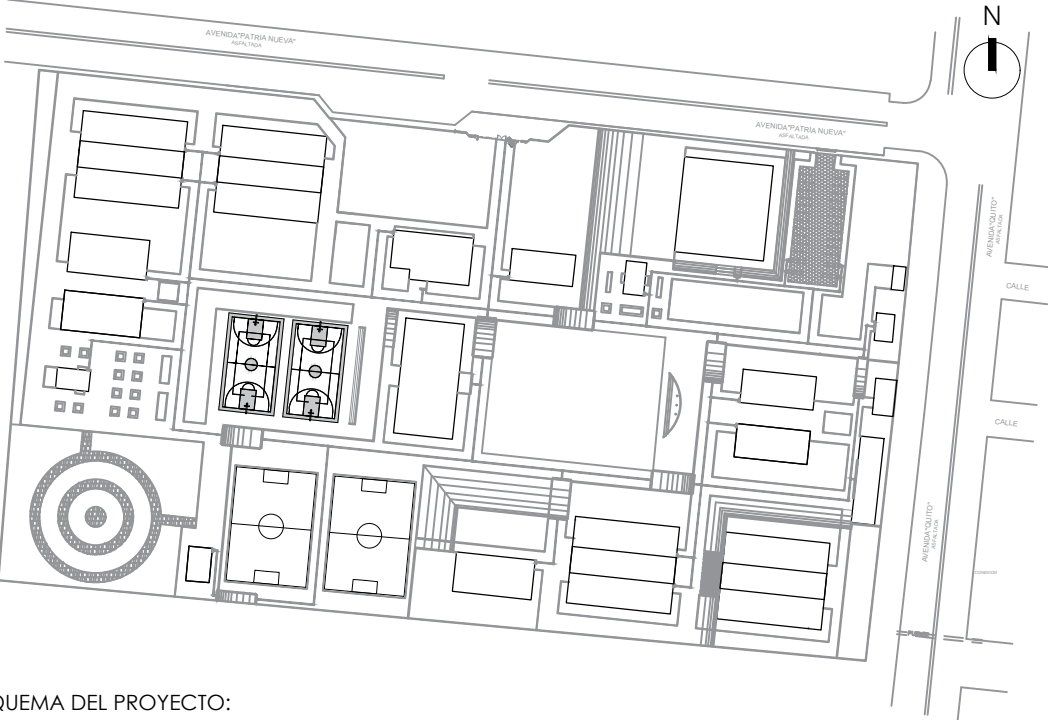 N
AVENIDA"PATRIA NUEVA"
ASFALTADA
AVENIDA"PATRIA NUEVA"
ASFALTADA
AVENIDA"QUITO"
ASFALTADA
CALLE
CALLE
AVENIDA"QUITO"
ASFALTADA
QUEMA DEL PROYECTO: